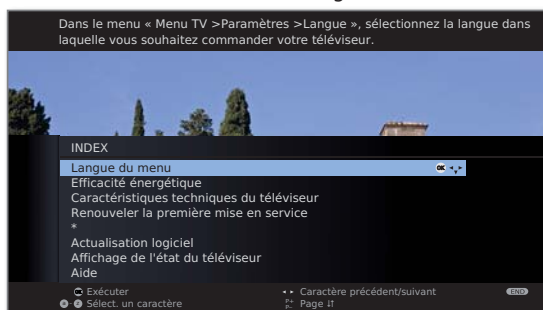 Dans le menu « Menu TV >Paramètres >Langue », sélectionnez la langue dans
laquelle vous souhaitez commander votre téléviseur.
INDEX
Langue du menu OK
Efficacité énergétique
Caractéristiques techniques du téléviseur
Renouveler la première mise en service
*
Actualisation logiciel
Affichage de l'état du téléviseur
Aide
OK Exécuter ◂ ▸ Caractère précédent/suivant END
Sélect. un caractère P+ P– Page ↓↑